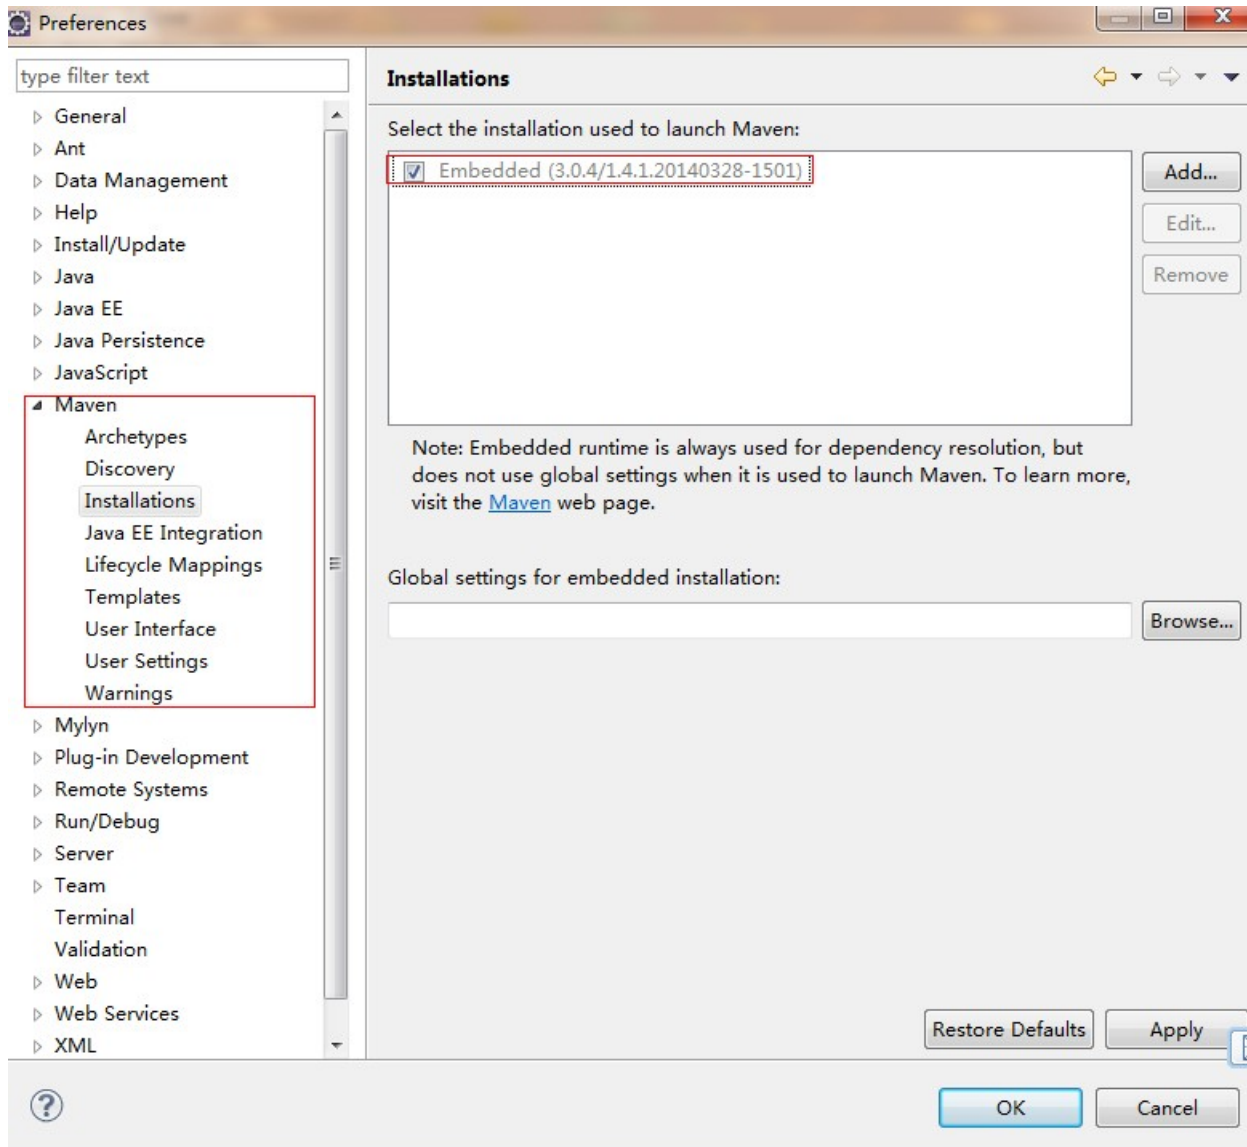 Preferences
type filter text
General
Ant
Data Management
Help
Install/Update
Java
Java EE
Java Persistence
JavaScript
Maven
Archetypes
Discovery
Installations
Java EE Integration
Lifecycle Mappings
Templates
User Interface
User Settings
Warnings
Mylyn
Plug-in Development
Remote Systems
Run/Debug
Server
Team
Terminal
Validation
Web
Web Services
XML
Installations
Select the installation used to launch Maven:
Embedded (3.0.4/1.4.1.20140328-1501)
Add...
Edit...
Remove
Note: Embedded runtime is always used for dependency resolution, but
does not use global settings when it is used to launch Maven. To learn more,
visit the Maven web page.
Global settings for embedded installation:
Browse...
Restore Defaults
Apply
OK
Cancel